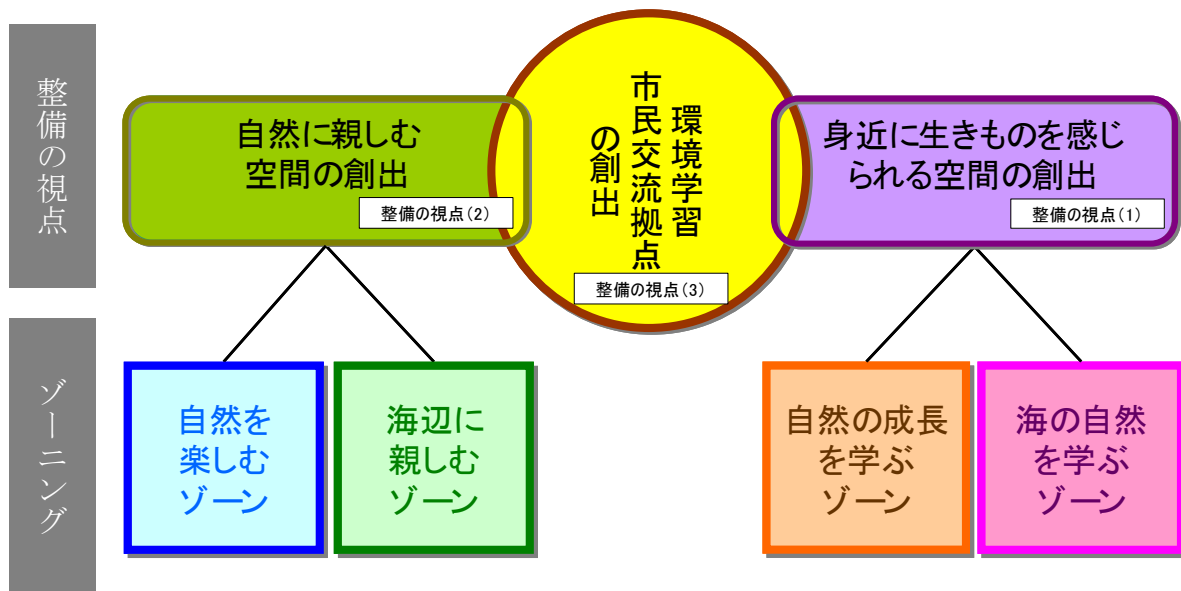 整備の視点
自然に親しむ
空間の創出
整備の視点（2）
環境学習
市民交流拠点
の創出
整備の視点（3）
身近に生きものを感じ
られる空間の創出
整備の視点（1）
ゾーニング
自然を
楽しむ
ゾーン
海辺に
親しむ
ゾーン
自然の成長
を学ぶ
ゾーン
海の自然
を学ぶ
ゾーン